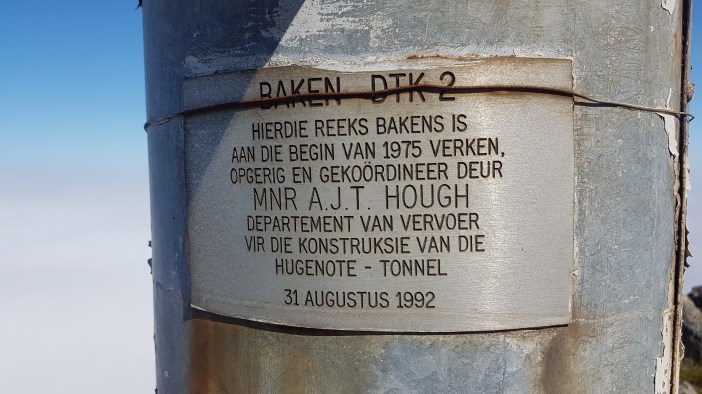 BAKEN DTK 2
HIERDIE REEKS BAKENS IS
AAN DIE BEGIN VAN 1975 VERKEN,
OPGERIG EN GEKOÖRDINEER DEUR
MNR A.J.T. HOUGH
DEPARTEMENT VAN VERVOER
VIR DIE KONSTRUKSIE VAN DIE
HUGENOTE - TONNEL
31 AUGUSTUS 1992